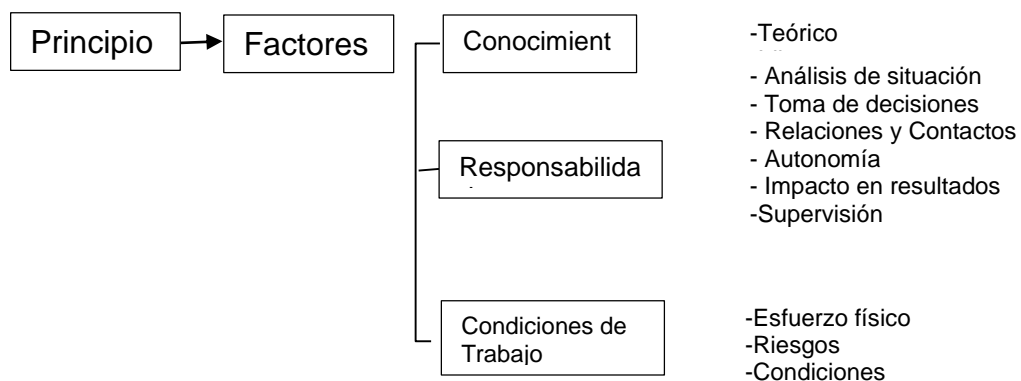 Principio
Factores
Conocimient
-Teórico
- Análisis de situación
- Toma de decisiones
- Relaciones y Contactos
- Autonomía
- Impacto en resultados
-Supervisión
Responsabilida
Condiciones de
Trabajo
-Esfuerzo físico
-Riesgos
-Condiciones